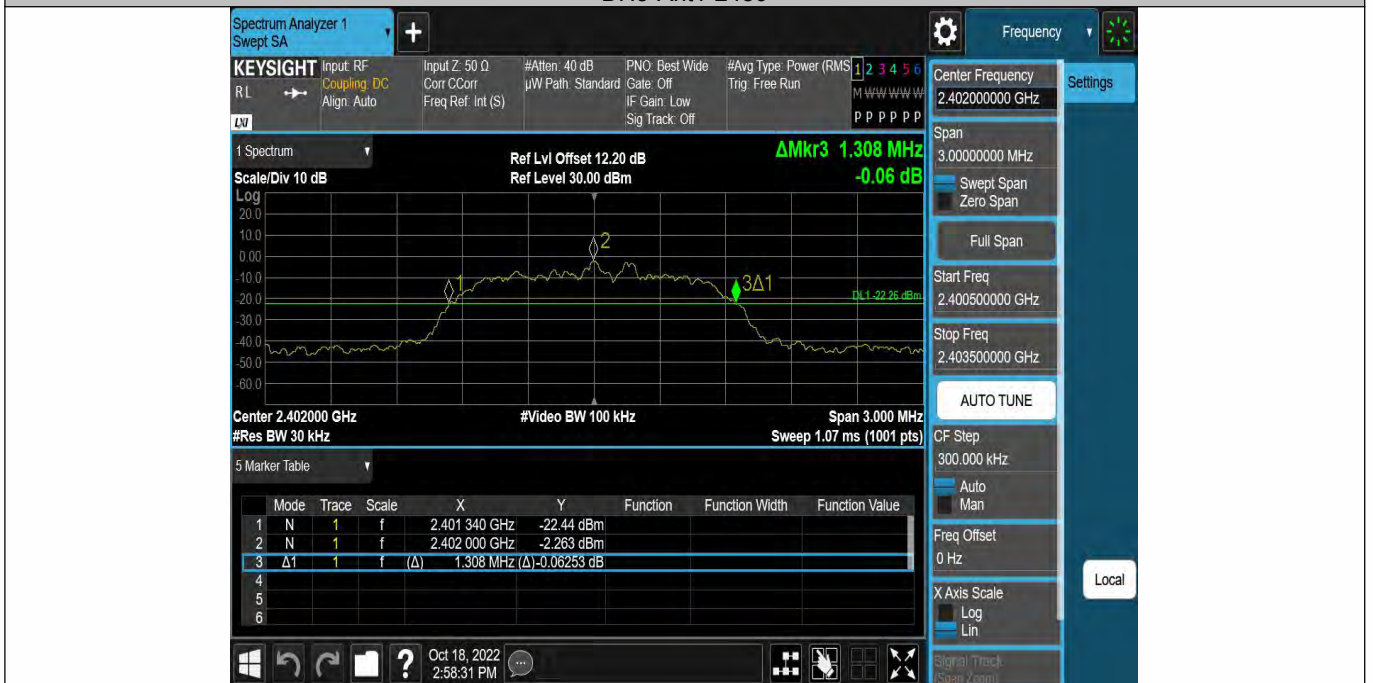 Spectrum Analyzer 1
Swept SA
+
Frequency
KEYSIGHT
RL
LXI
Input: RF
Coupling: DC
Align: Auto
Input Z: 50 Ω
Corr CCorr
Freq Ref: Int (S)
#Atten: 40 dB
µW Path: Standard
PNO: Best Wide
Gate: Off
IF Gain: Low
Sig Track: Off
#Avg Type: Power (RMS
Trig: Free Run
1 2 3 4 5 6
M W W W W W
P P P P P P
Center Frequency
2.402000000 GHz
Settings
Span
3.00000000 MHz
Swept Span
Zero Span
Full Span
Start Freq
2.400500000 GHz
Stop Freq
2.403500000 GHz
AUTO TUNE
CF Step
300.000 kHz
Auto
Man
Freq Offset
0 Hz
Local
X Axis Scale
Log
Lin
Signal Track
(Span Zoom)
1 Spectrum
Scale/Div 10 dB
Ref Lvl Offset 12.20 dB
Ref Level 30.00 dBm
ΔMkr3 1.308 MHz
-0.06 dB
Log
20.0
10.0
0.00
-10.0
-20.0
-30.0
-40.0
-50.0
-60.0
1
2
3Δ1
DL1 -22.26 dBm
Center 2.402000 GHz
#Res BW 30 kHz
#Video BW 100 kHz
Span 3.000 MHz
Sweep 1.07 ms (1001 pts)
5 Marker Table
Mode Trace Scale X Y Function Function Width Function Value
1 N 1 f 2.401 340 GHz -22.44 dBm
2 N 1 f 2.402 000 GHz -2.263 dBm
3 Δ1 1 f (Δ) 1.308 MHz (Δ) -0.06253 dB
4
5
6
?
Oct 18, 2022
2:58:31 PM